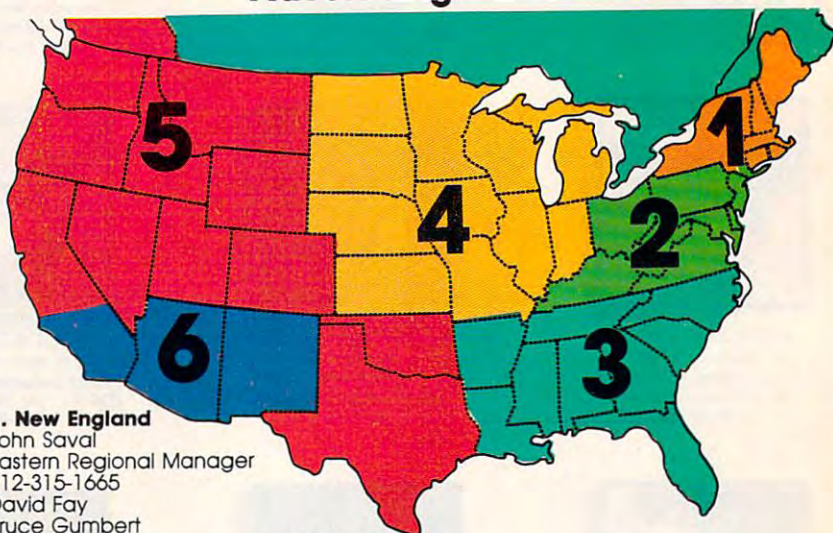 5
1
4
2
6
3
. New England
ohn Saval
astern Regional Manager
12-315-1665
David Fay
ruce Gumbert